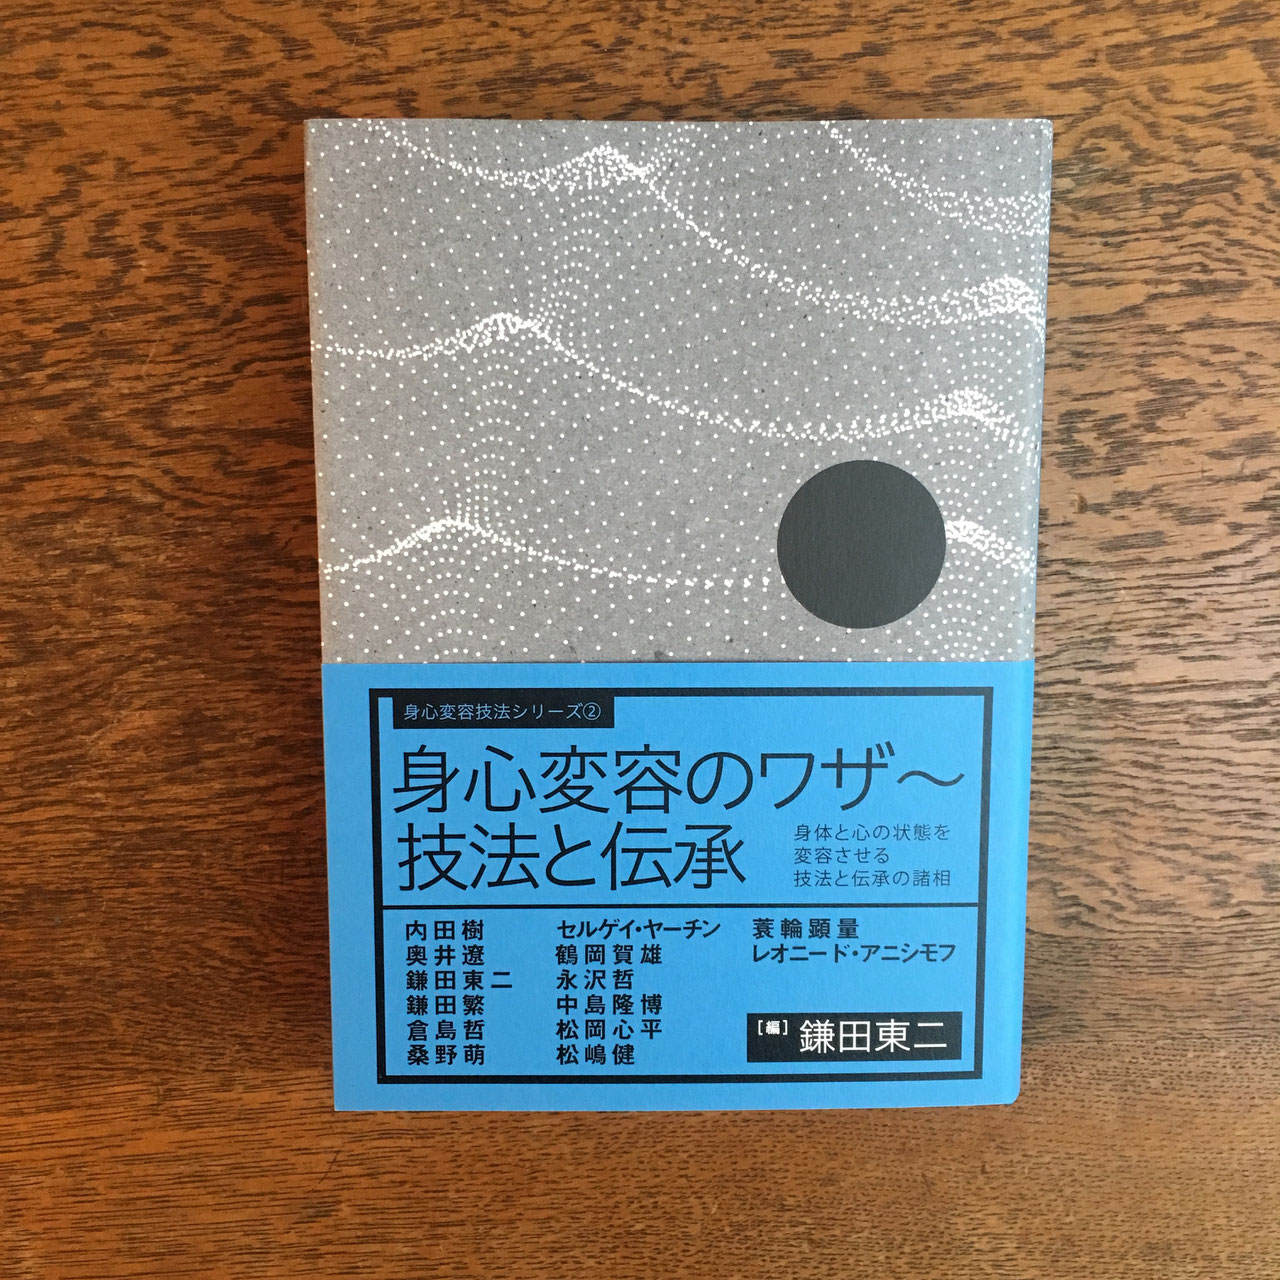 身心変容技法シリーズ②
身心変容のワザ〜
技法と伝承
身体と心の状態を
変容させる
技法と伝承の諸相
内田樹
奥井遼
鎌田東二
鎌田繁
倉島哲
桑野萌
セルゲイ・ヤーチン
鶴岡賀雄
永沢哲
中島隆博
松岡心平
松嶋健
蓑輪顕量
レオニード・アニシモフ
[編] 鎌田東二